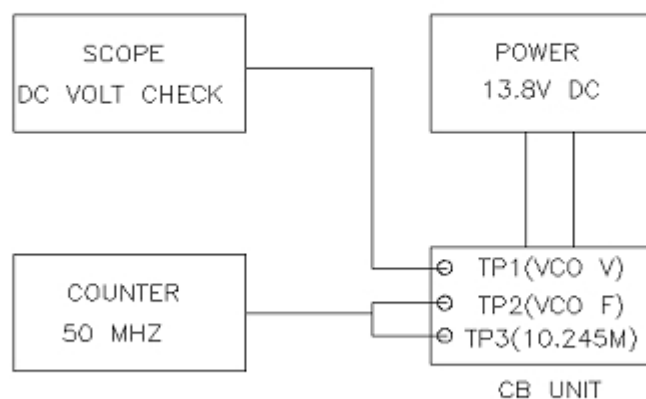 SCOPE
DC VOLT CHECK
POWER
13.8V DC
COUNTER
50 MHZ
TP1(VCO V)
TP2(VCO F)
TP3(10.245M)
CB UNIT